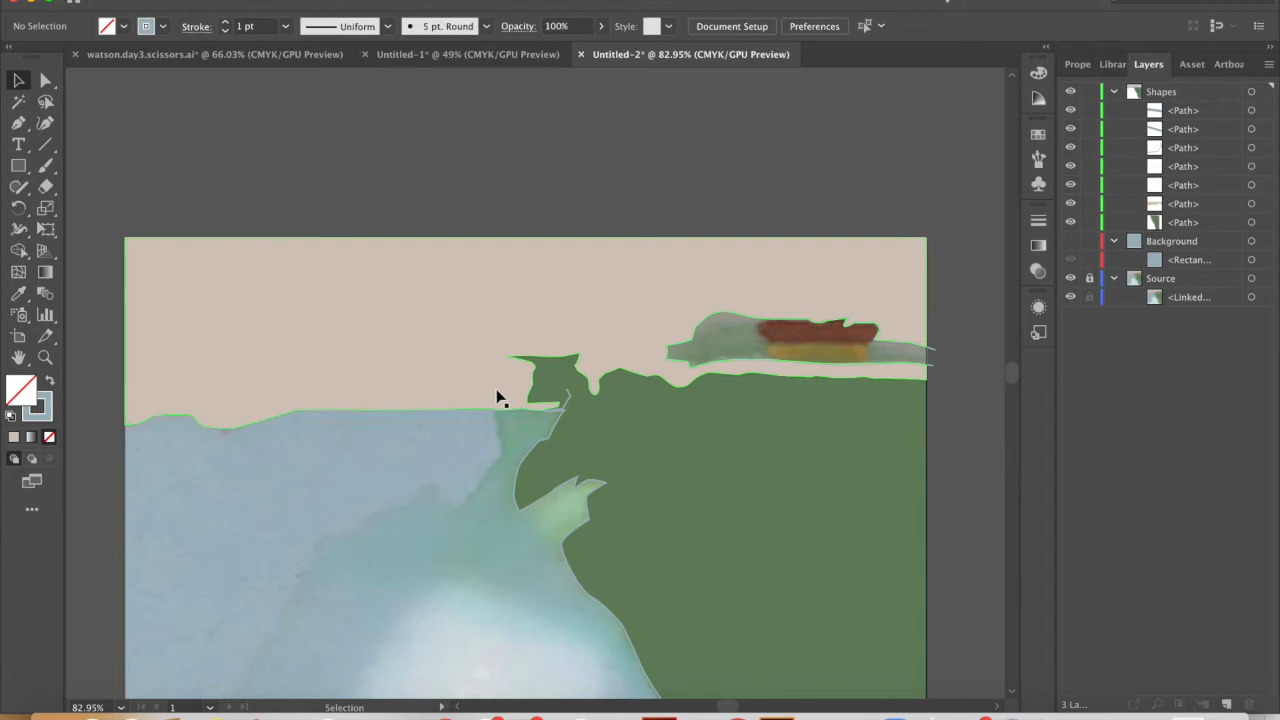 No Selection Stroke: 1 pt Uniform 5 pt. Round Opacity: 100% Style: Document Setup Preferences
watson.day3.scissors.ai* @ 66.03% (CMYK/GPU Preview) Untitled-1* @ 49% (CMYK/GPU Preview) Untitled-2* @ 82.95% (CMYK/GPU Preview)
Prope Librar Layers Asset Artboa
Shapes
<Path>
<Path>
<Path>
<Path>
<Path>
<Path>
<Path>
Background
<Rectan...
Source
<Linked...
82.95% 1 Selection 3 La...